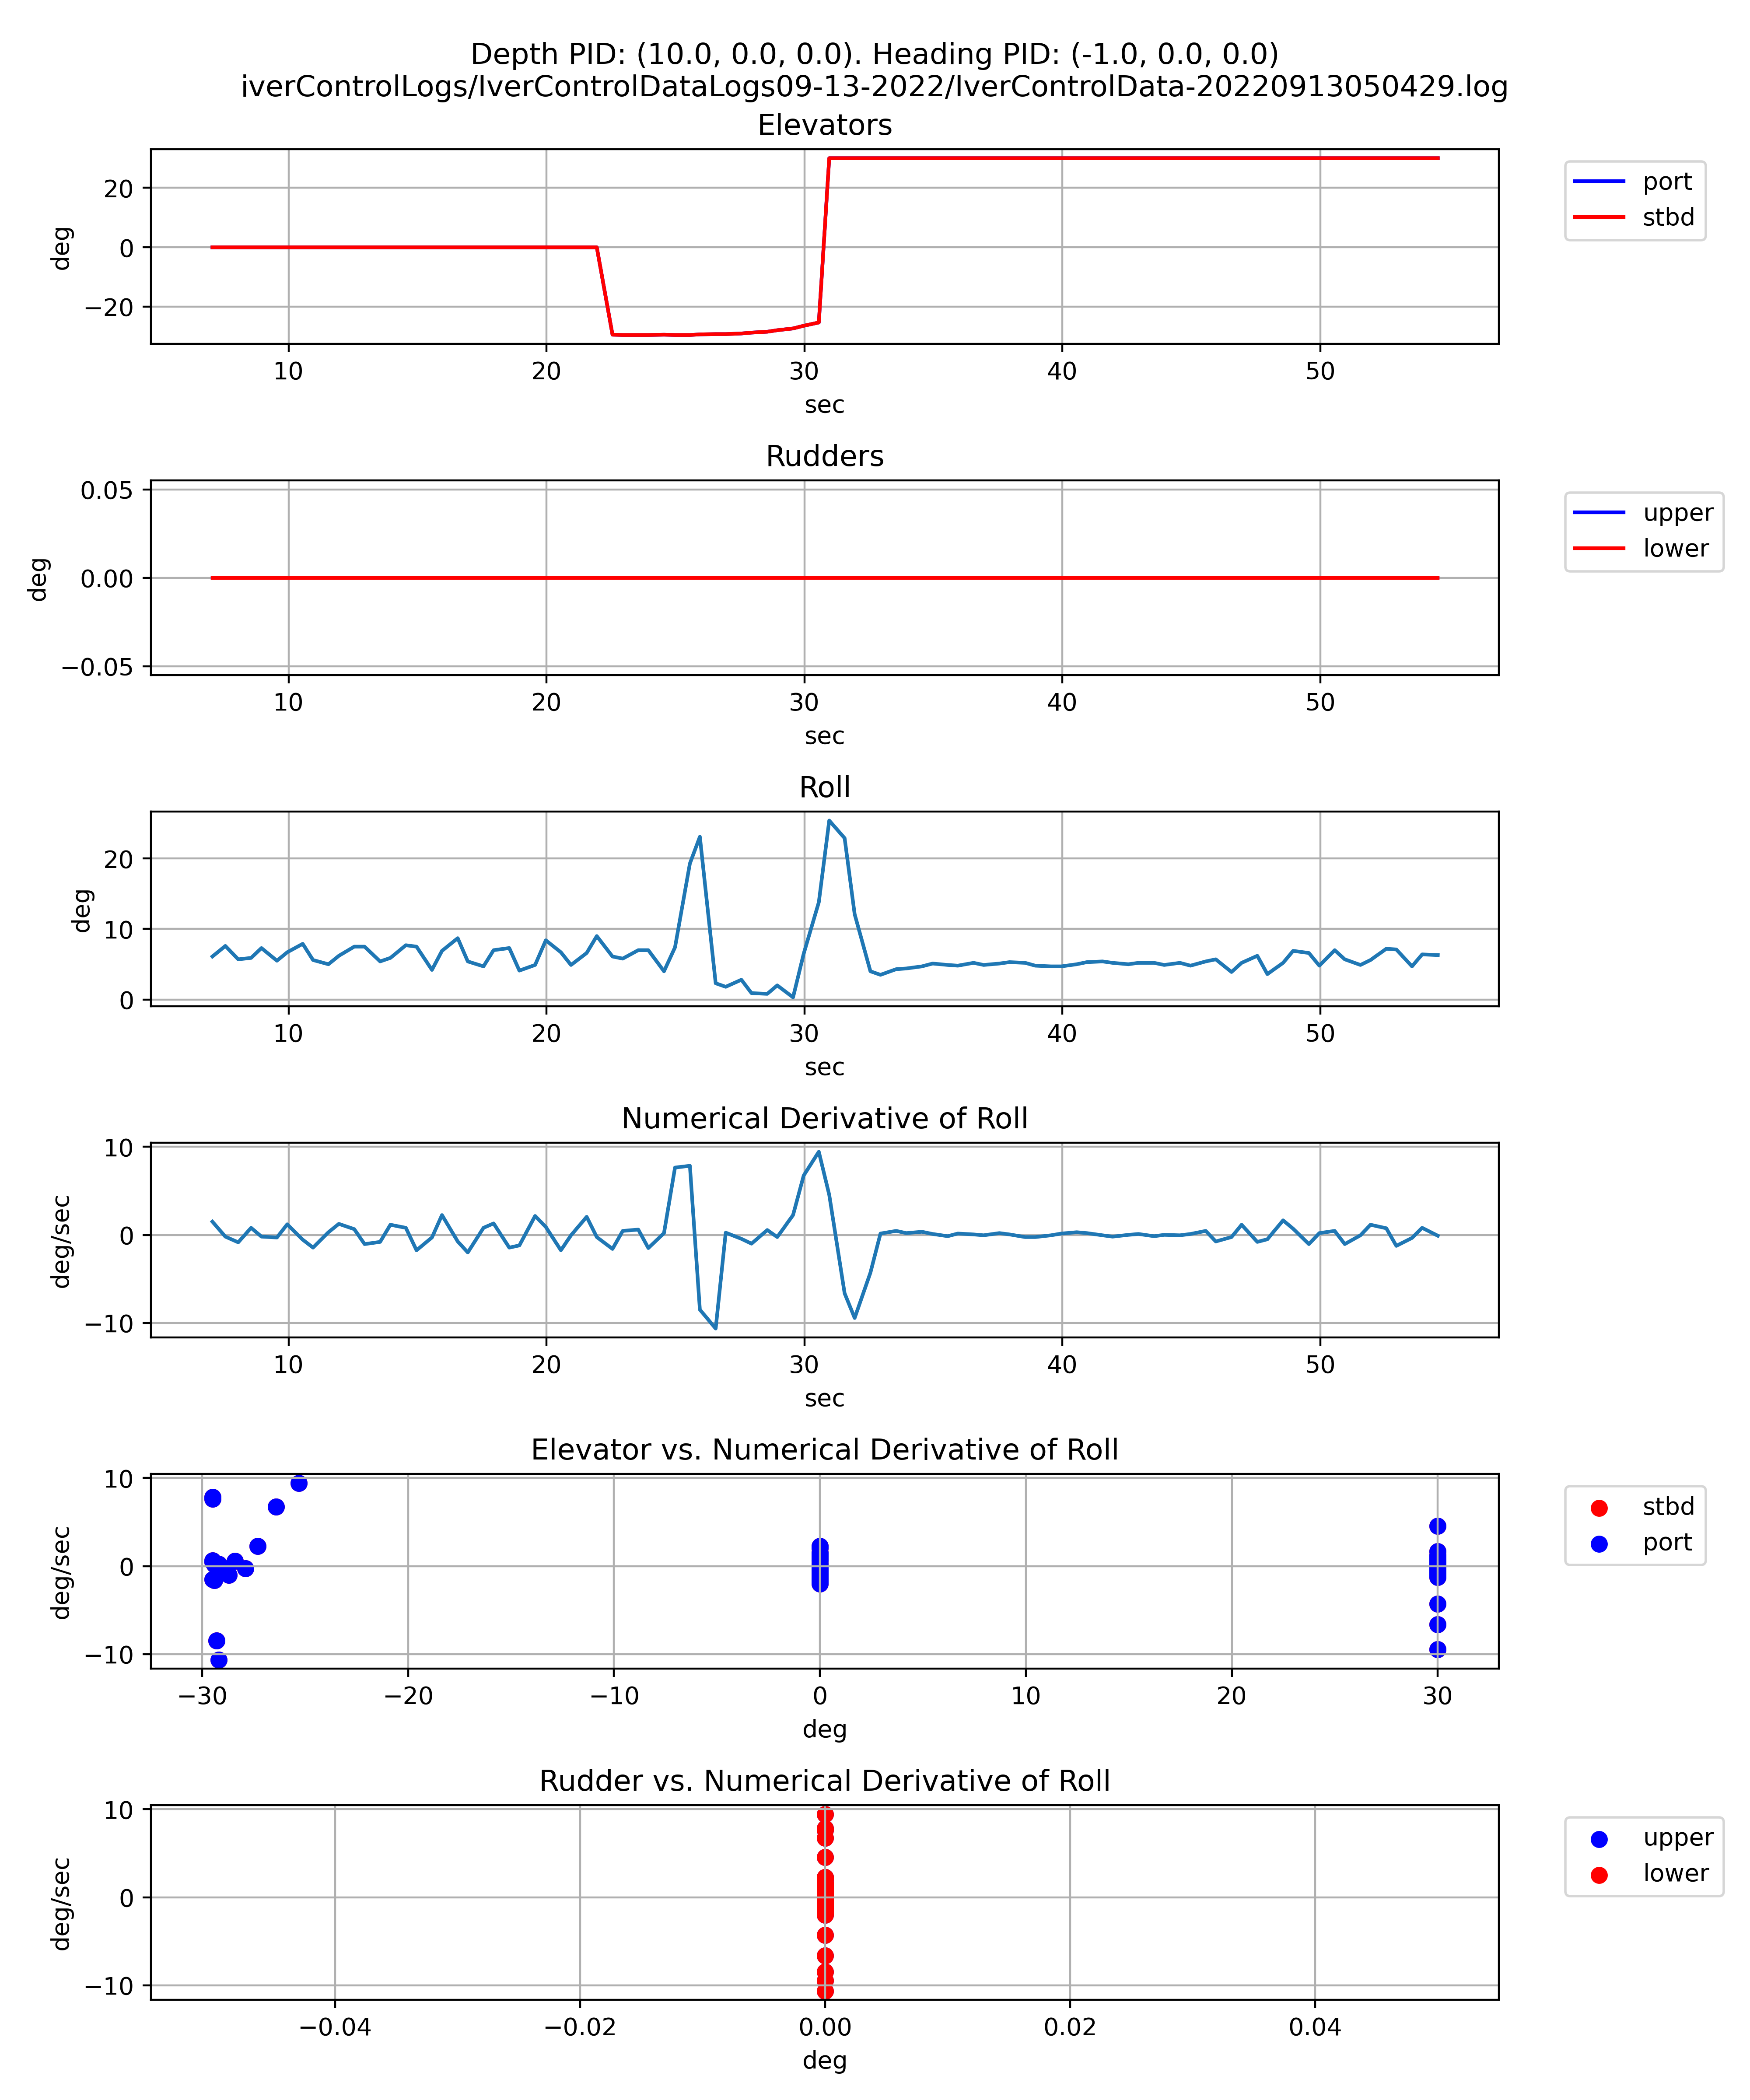 Depth PID: (10.0, 0.0, 0.0). Heading PID: (-1.0, 0.0, 0.0)
iverControlLogs/IverControlDataLogs09-13-2022/IverControlData-20220913050429.log
Elevators
deg
20
0
−20
10 20 30 40 50
sec
port
stbd
Rudders
deg
0.05
0.00
−0.05
10 20 30 40 50
sec
upper
lower
Roll
deg
20
10
0
10 20 30 40 50
sec
Numerical Derivative of Roll
deg/sec
10
0
−10
10 20 30 40 50
sec
Elevator vs. Numerical Derivative of Roll
deg/sec
10
0
−10
−30 −20 −10 0 10 20 30
deg
stbd
port
Rudder vs. Numerical Derivative of Roll
deg/sec
10
0
−10
−0.04 −0.02 0.00 0.02 0.04
deg
upper
lower